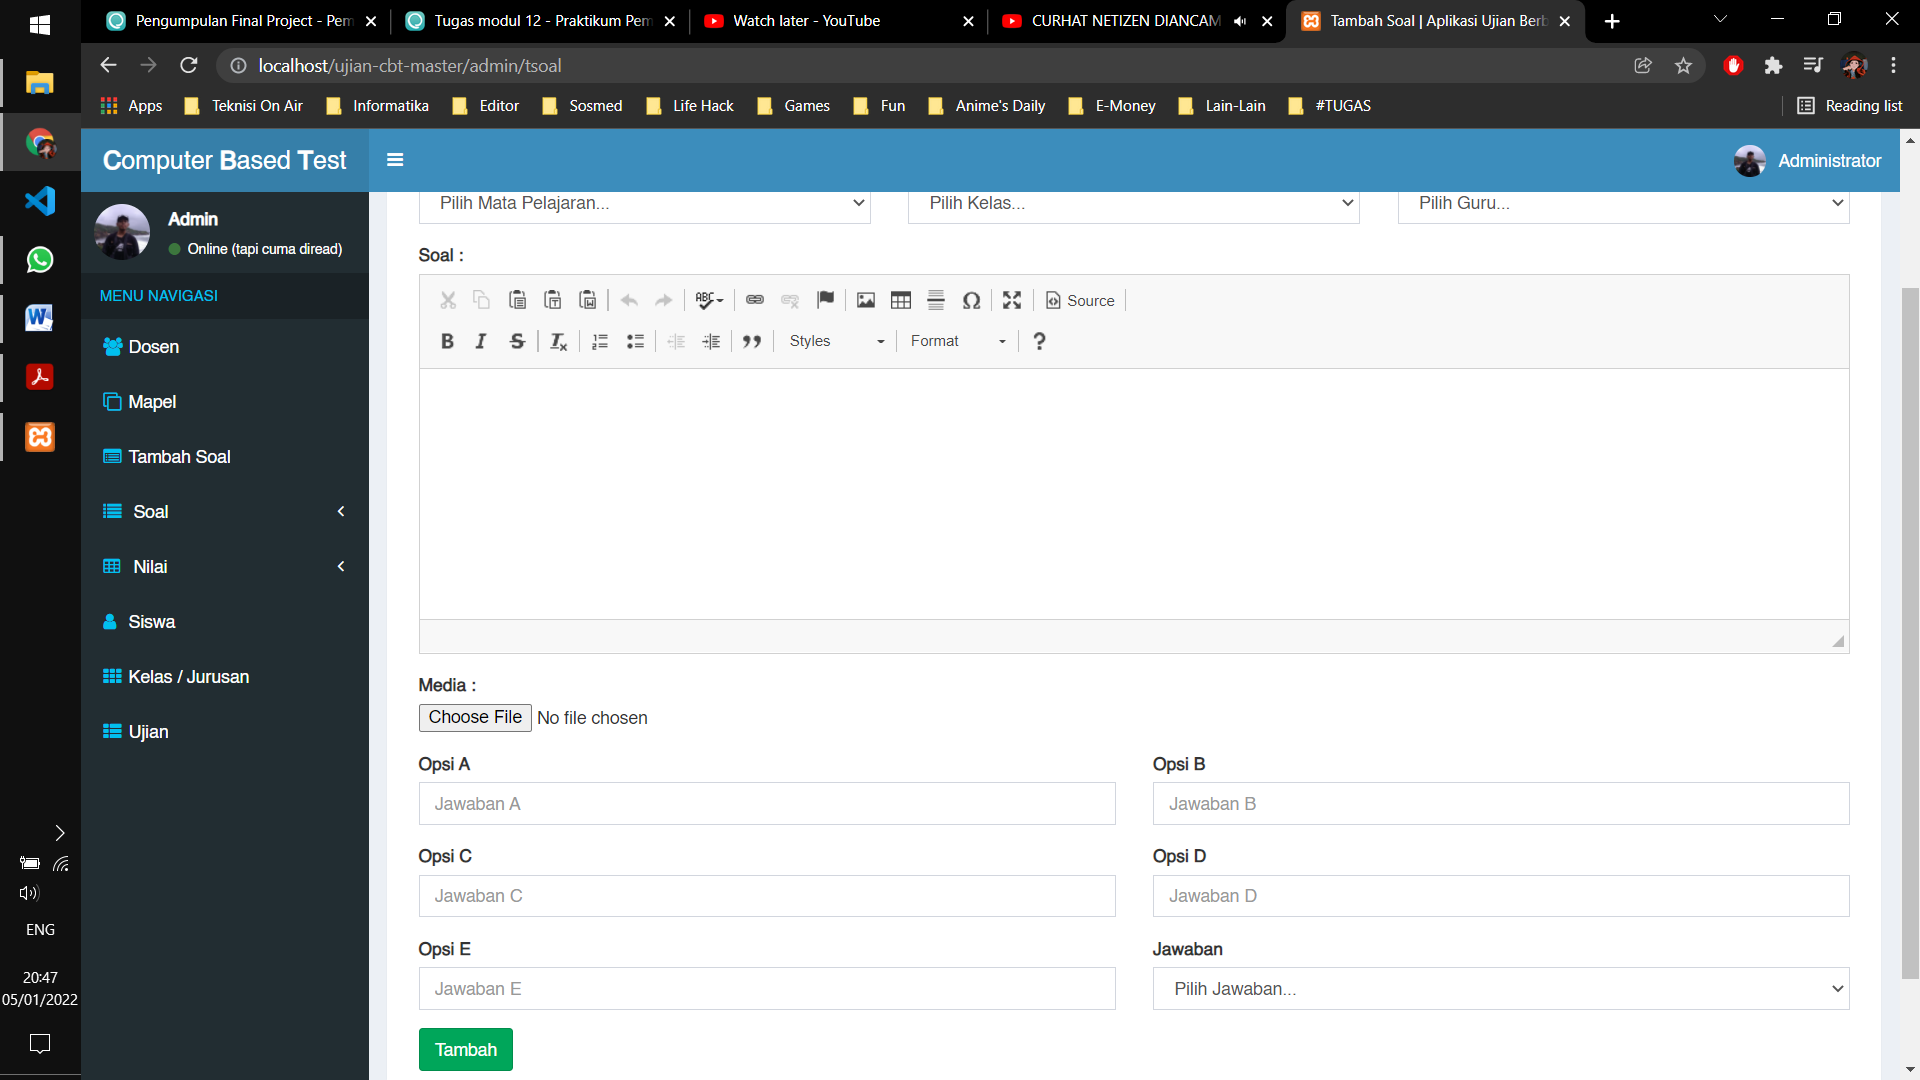 Pengumpulan Final Project - Pem
Tugas modul 12 - Praktikum Pem
Watch later - YouTube
CURHAT NETIZEN DIANCAM
Tambah Soal | Aplikasi Ujian Berb
localhost/ujian-cbt-master/admin/tsoal
Apps
Teknisi On Air
Informatika
Editor
Sosmed
Life Hack
Games
Fun
Anime's Daily
E-Money
Lain-Lain
#TUGAS
Reading list
Computer Based Test
Administrator
Admin
Online (tapi cuma diread)
MENU NAVIGASI
Dosen
Mapel
Tambah Soal
Soal
Nilai
Siswa
Kelas / Jurusan
Ujian
Pilih Mata Pelajaran...
Pilih Kelas...
Pilih Guru...
Soal :
ABC
Source
B I S Tx
Styles
Format
?
Media :
Choose File No file chosen
Opsi A
Opsi B
Jawaban A
Jawaban B
Opsi C
Opsi D
Jawaban C
Jawaban D
Opsi E
Jawaban
Jawaban E
Pilih Jawaban...
Tambah
ENG
20:47
05/01/2022